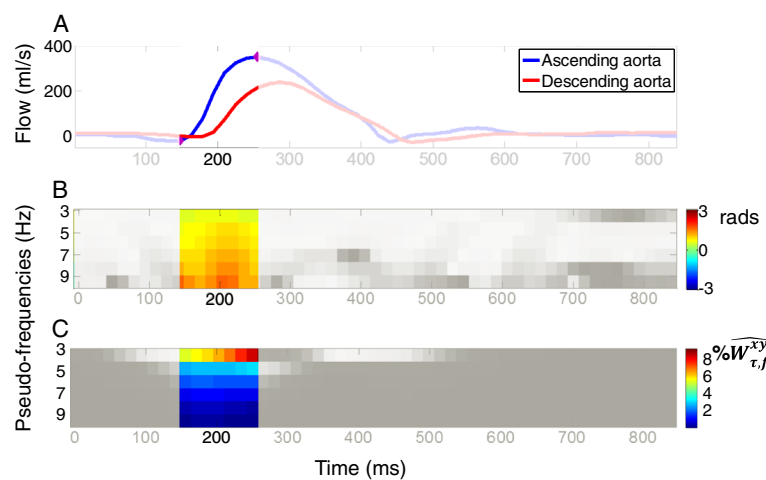 A
Flow (ml/s)
400
200
0
Ascending aorta
Descending aorta
100 200 300 400 500 600 700 800
B
Pseudo-frequencies (Hz)
3
5
7
9
0 100 200 300 400 500 600 700 800
3 rads
0
-3
C
3
5
7
9
0 100 200 300 400 500 600 700 800
%W^xy_τ,f
8
6
4
2
Time (ms)